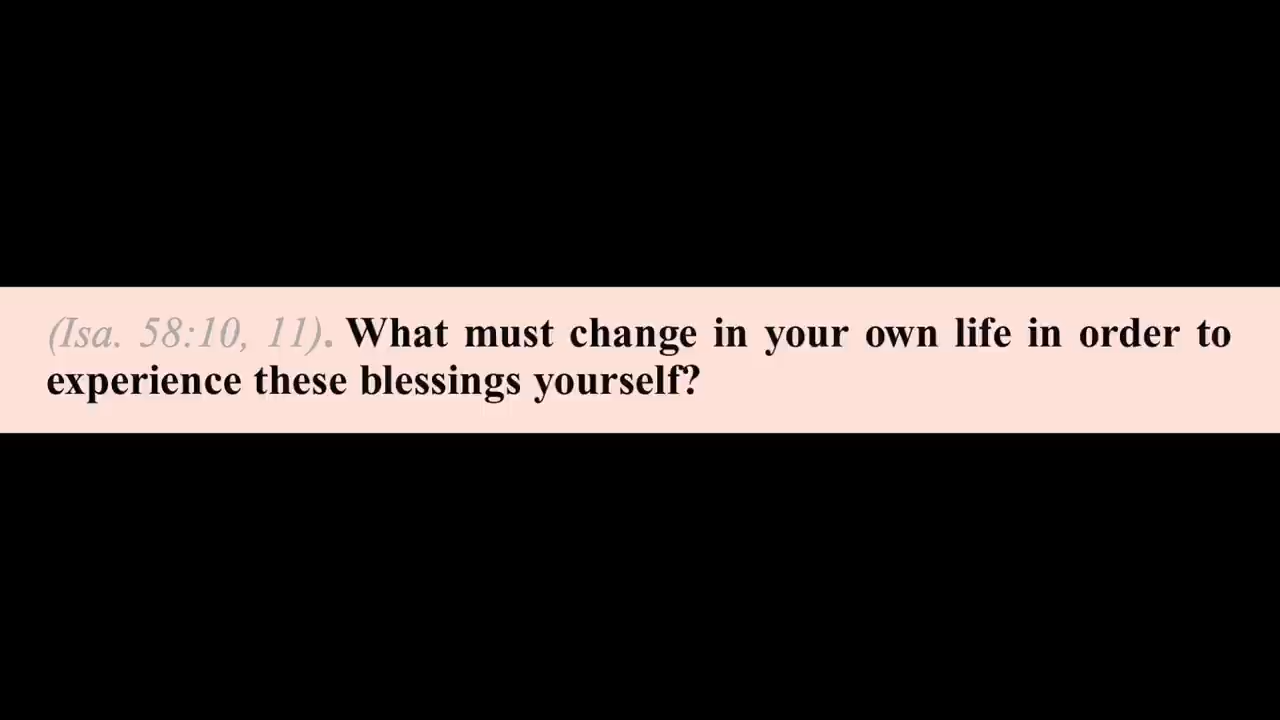 (Isa. 58:10, 11). What must change in your own life in order to
experience these blessings yourself?